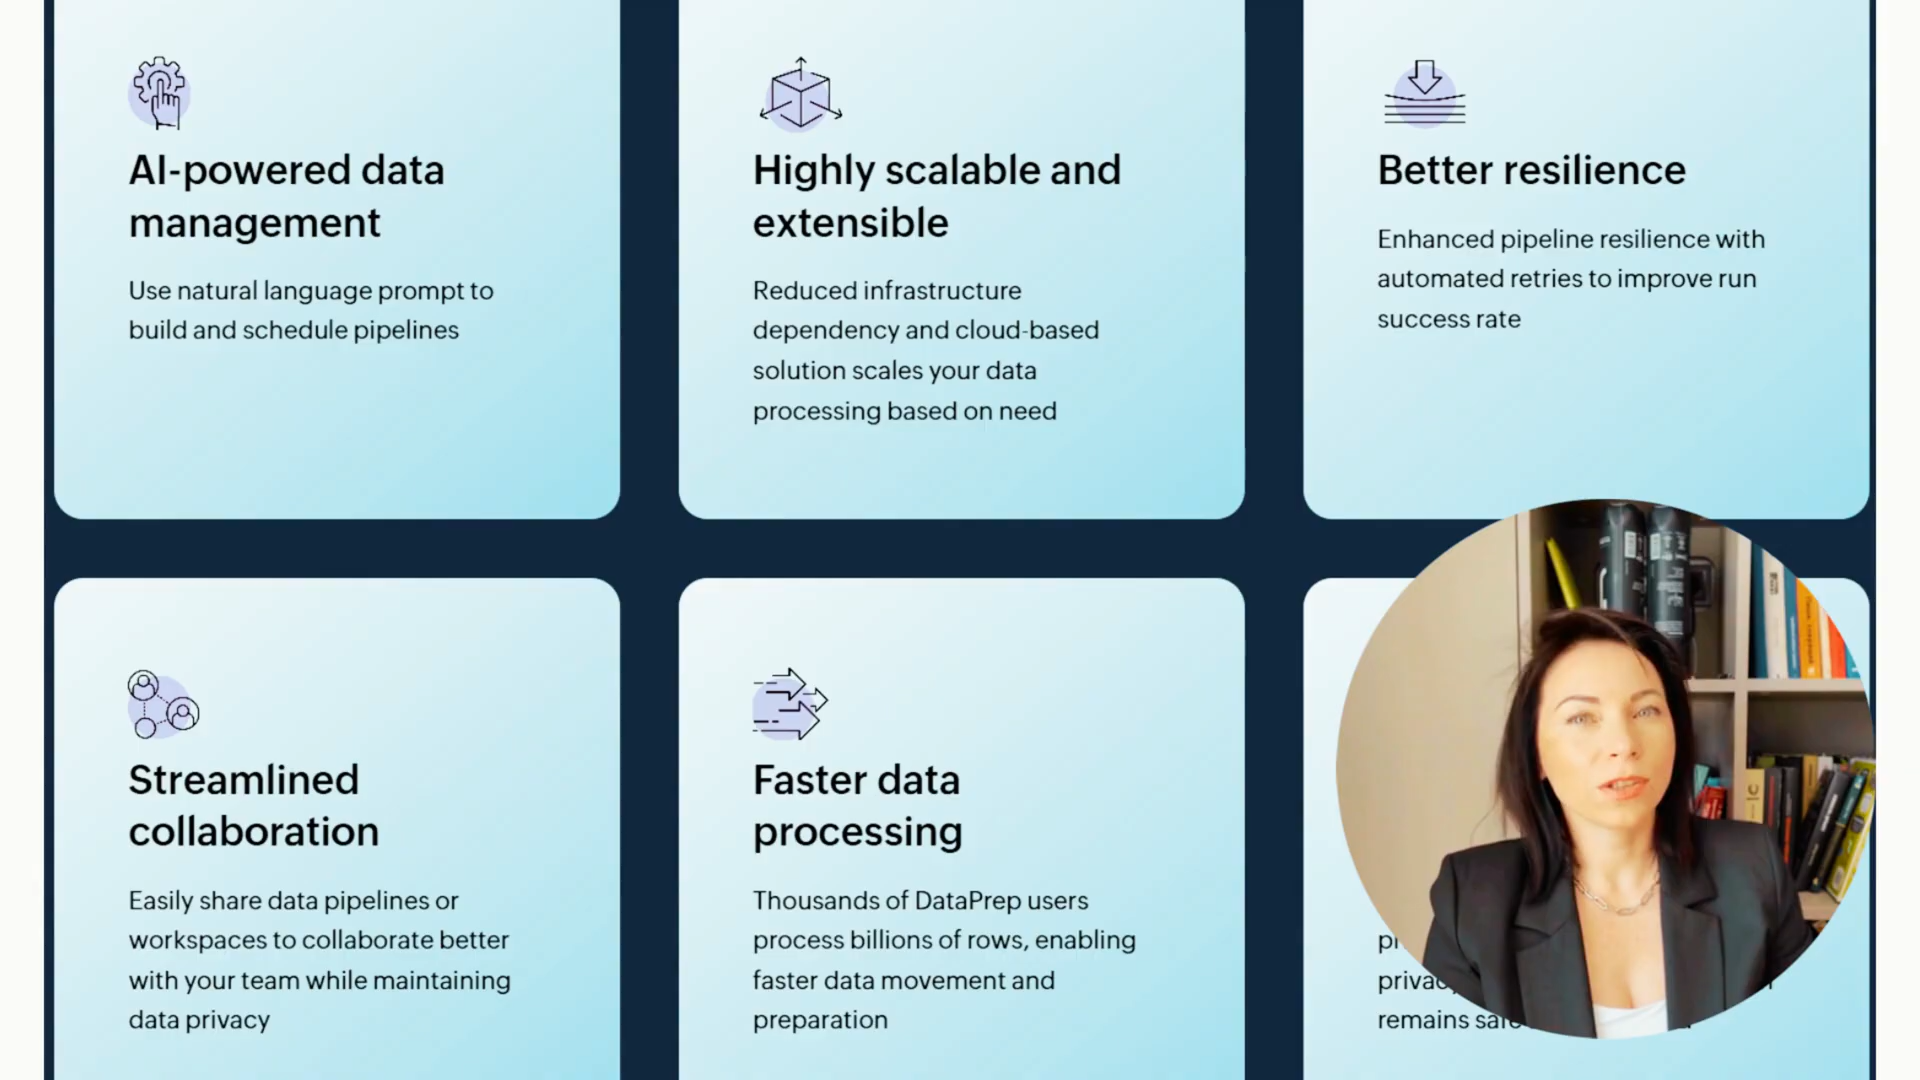 AI-powered data
management
Use natural language prompt to
build and schedule pipelines
Highly scalable and
extensible
Reduced infrastructure
dependency and cloud-based
solution scales your data
processing based on need
Better resilience
Enhanced pipeline resilience with
automated retries to improve run
success rate
Streamlined
collaboration
Easily share data pipelines or
workspaces to collaborate better
with your team while maintaining
data privacy
Faster data
processing
Thousands of DataPrep users
process billions of rows, enabling
faster data movement and
preparation
remains